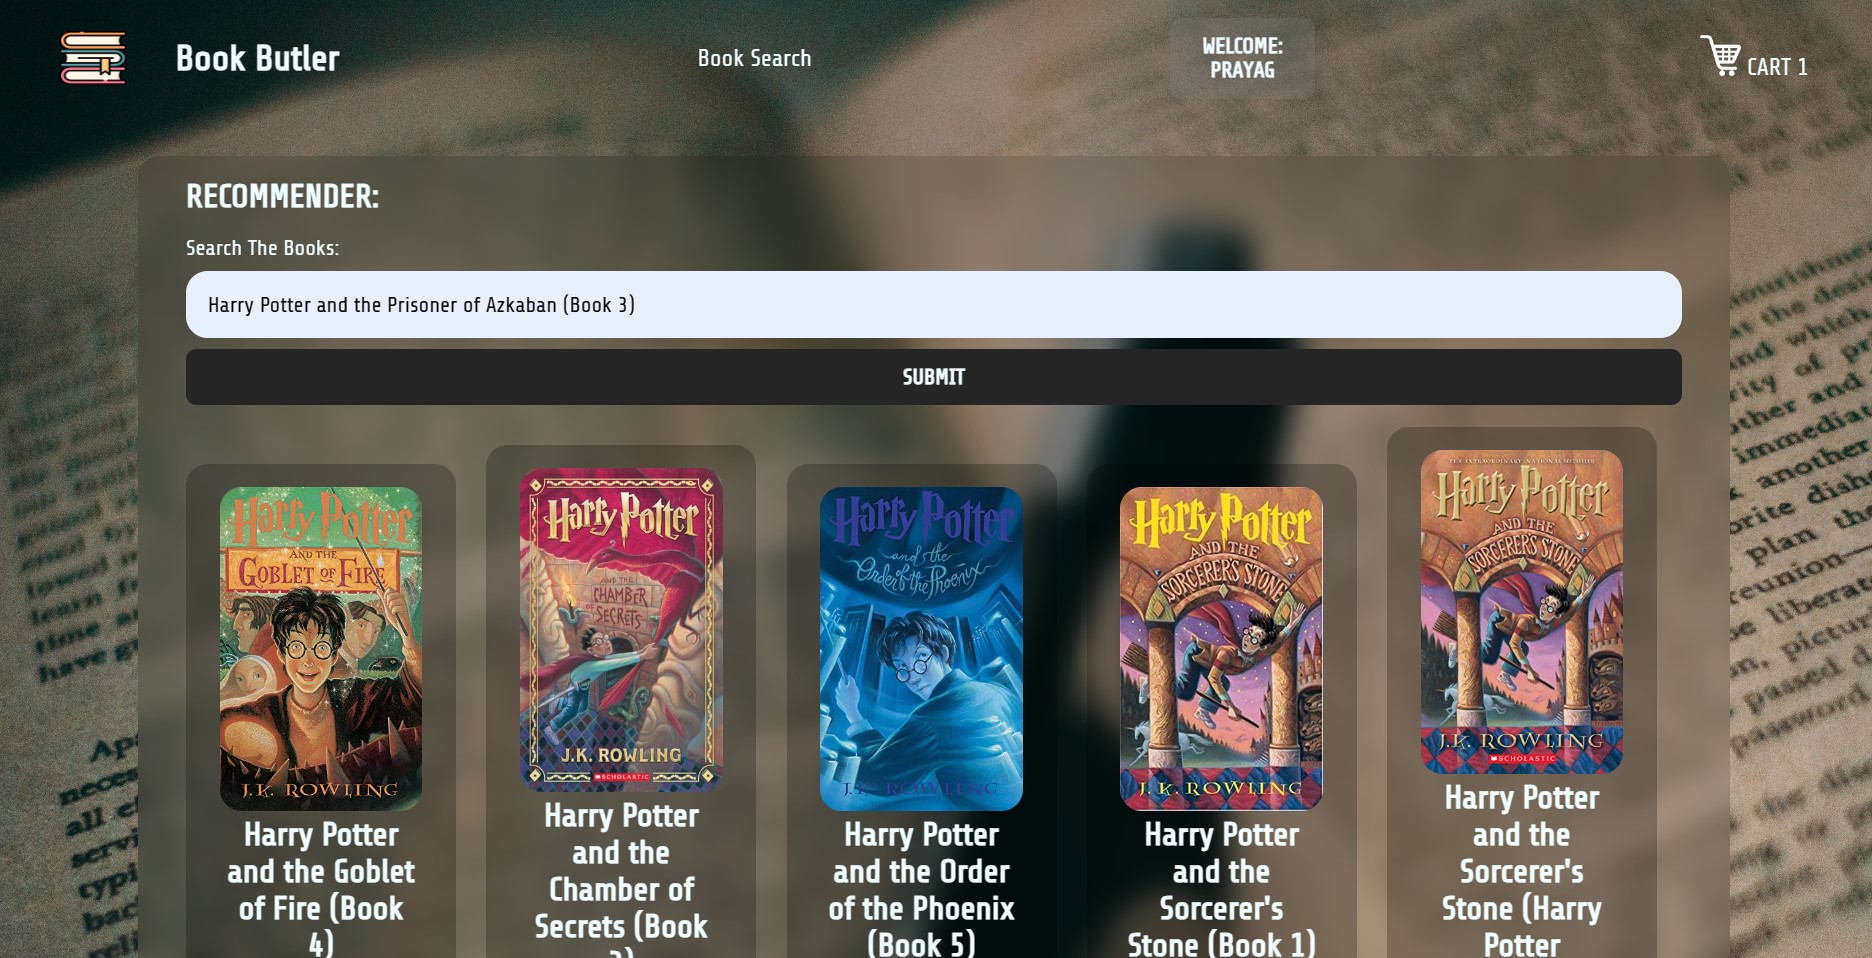 Book Butler
Book Search
WELCOME:
PRAYAG
CART 1
RECOMMENDER:
Search The Books:
Harry Potter and the Prisoner of Azkaban (Book 3)
SUBMIT
Harry Potter
AND THE
GOBLET OF FIRE
J.K. ROWLING
Harry Potter
and the Goblet
of Fire (Book
4)
Harry Potter
AND THE
CHAMBER
OF SECRETS
J.K. ROWLING
SCHOLASTIC
Harry Potter
and the
Chamber of
Secrets (Book
Harry Potter
and the
Order of the Phoenix
J.K. ROWLING
Harry Potter
and the Order
of the Phoenix
(Book 5)
Harry Potter
AND THE
SORCERER'S STONE
J.K. ROWLING
Harry Potter
and the
Sorcerer's
Stone (Book 1)
THE EXTRAORDINARY NATIONAL BESTSELLER
Harry Potter
AND THE
SORCERER'S STONE
J.K. ROWLING
SCHOLASTIC
Harry Potter
and the
Sorcerer's
Stone (Harry
Potter